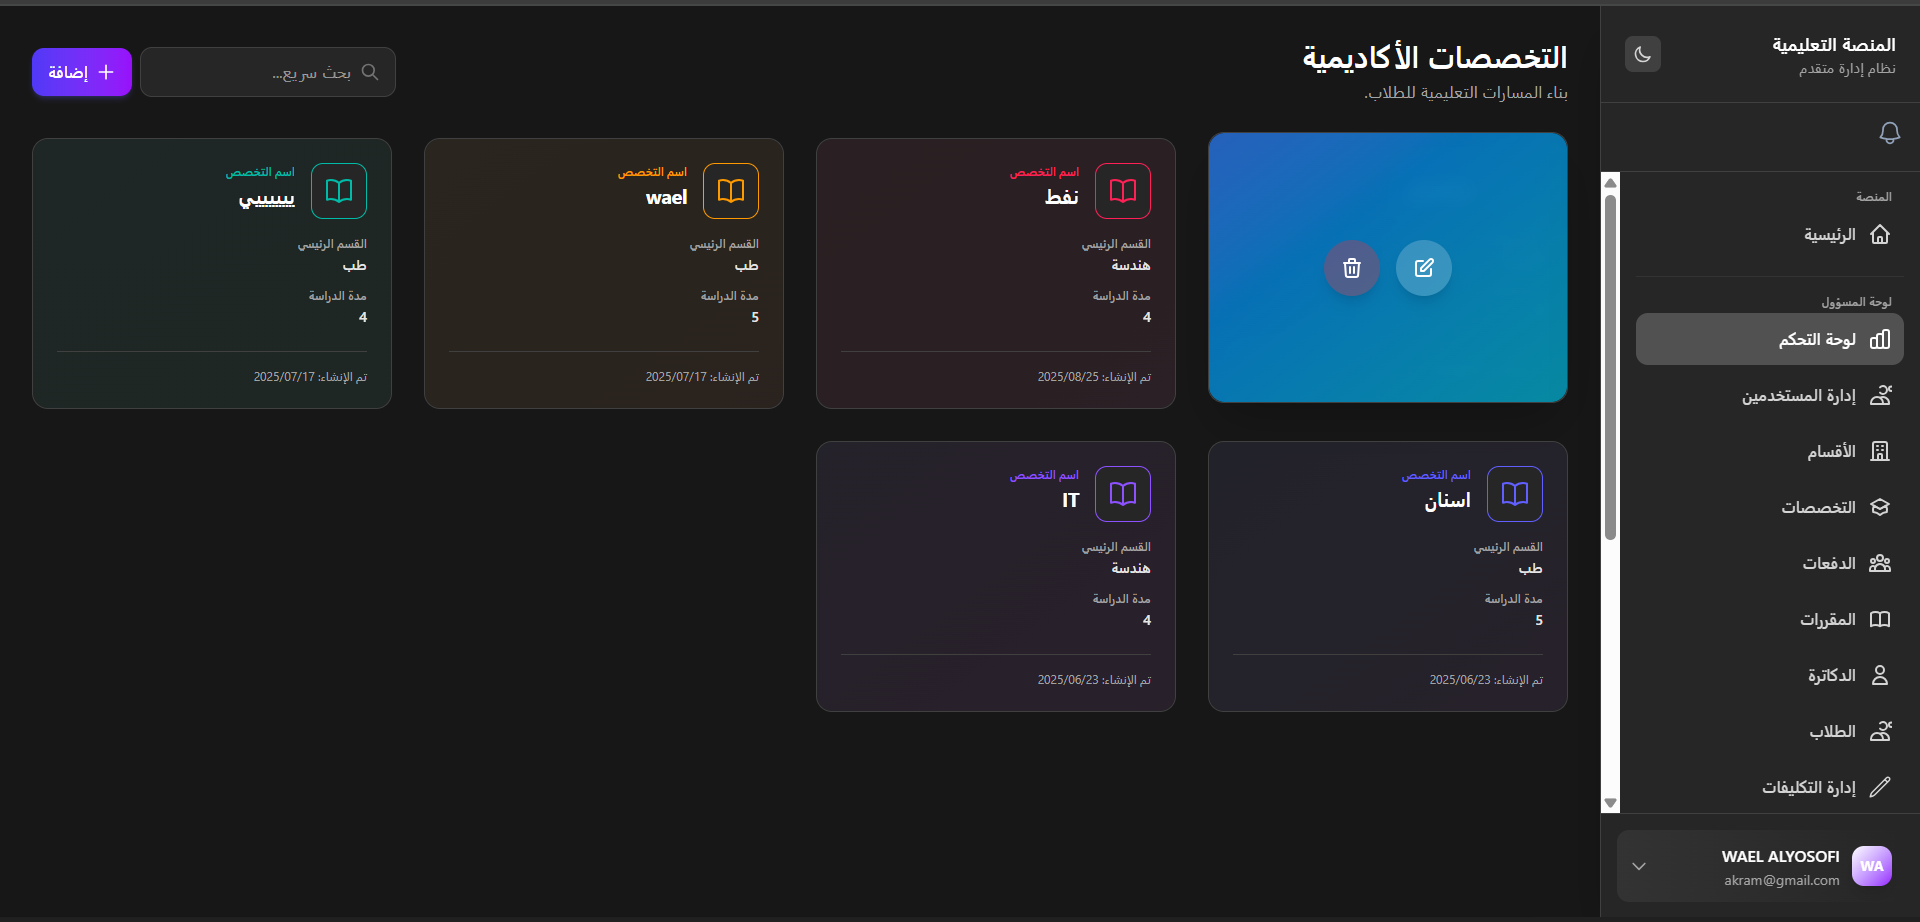 المنصة التعليمية
نظام إدارة متقدم
المنصة
الرئيسية
لوحة المسؤول
لوحة التحكم
إدارة المستخدمين
الأقسام
التخصصات
الدفعات
المقررات
الدكاترة
الطلاب
إدارة التكليفات
WA
WAEL ALYOSOFI
akram@gmail.com
التخصصات الأكاديمية
بناء المسارات التعليمية للطلاب.
بحث سريع...
إضافة
اسم التخصص
نفط
القسم الرئيسي
هندسة
مدة الدراسة
4
تم الإنشاء: 2025/08/25
اسم التخصص
wael
القسم الرئيسي
طب
مدة الدراسة
5
تم الإنشاء: 2025/07/17
اسم التخصص
القسم الرئيسي
طب
مدة الدراسة
4
تم الإنشاء: 2025/07/17
اسم التخصص
اسنان
القسم الرئيسي
طب
مدة الدراسة
5
تم الإنشاء: 2025/06/23
اسم التخصص
IT
القسم الرئيسي
هندسة
مدة الدراسة
4
تم الإنشاء: 2025/06/23